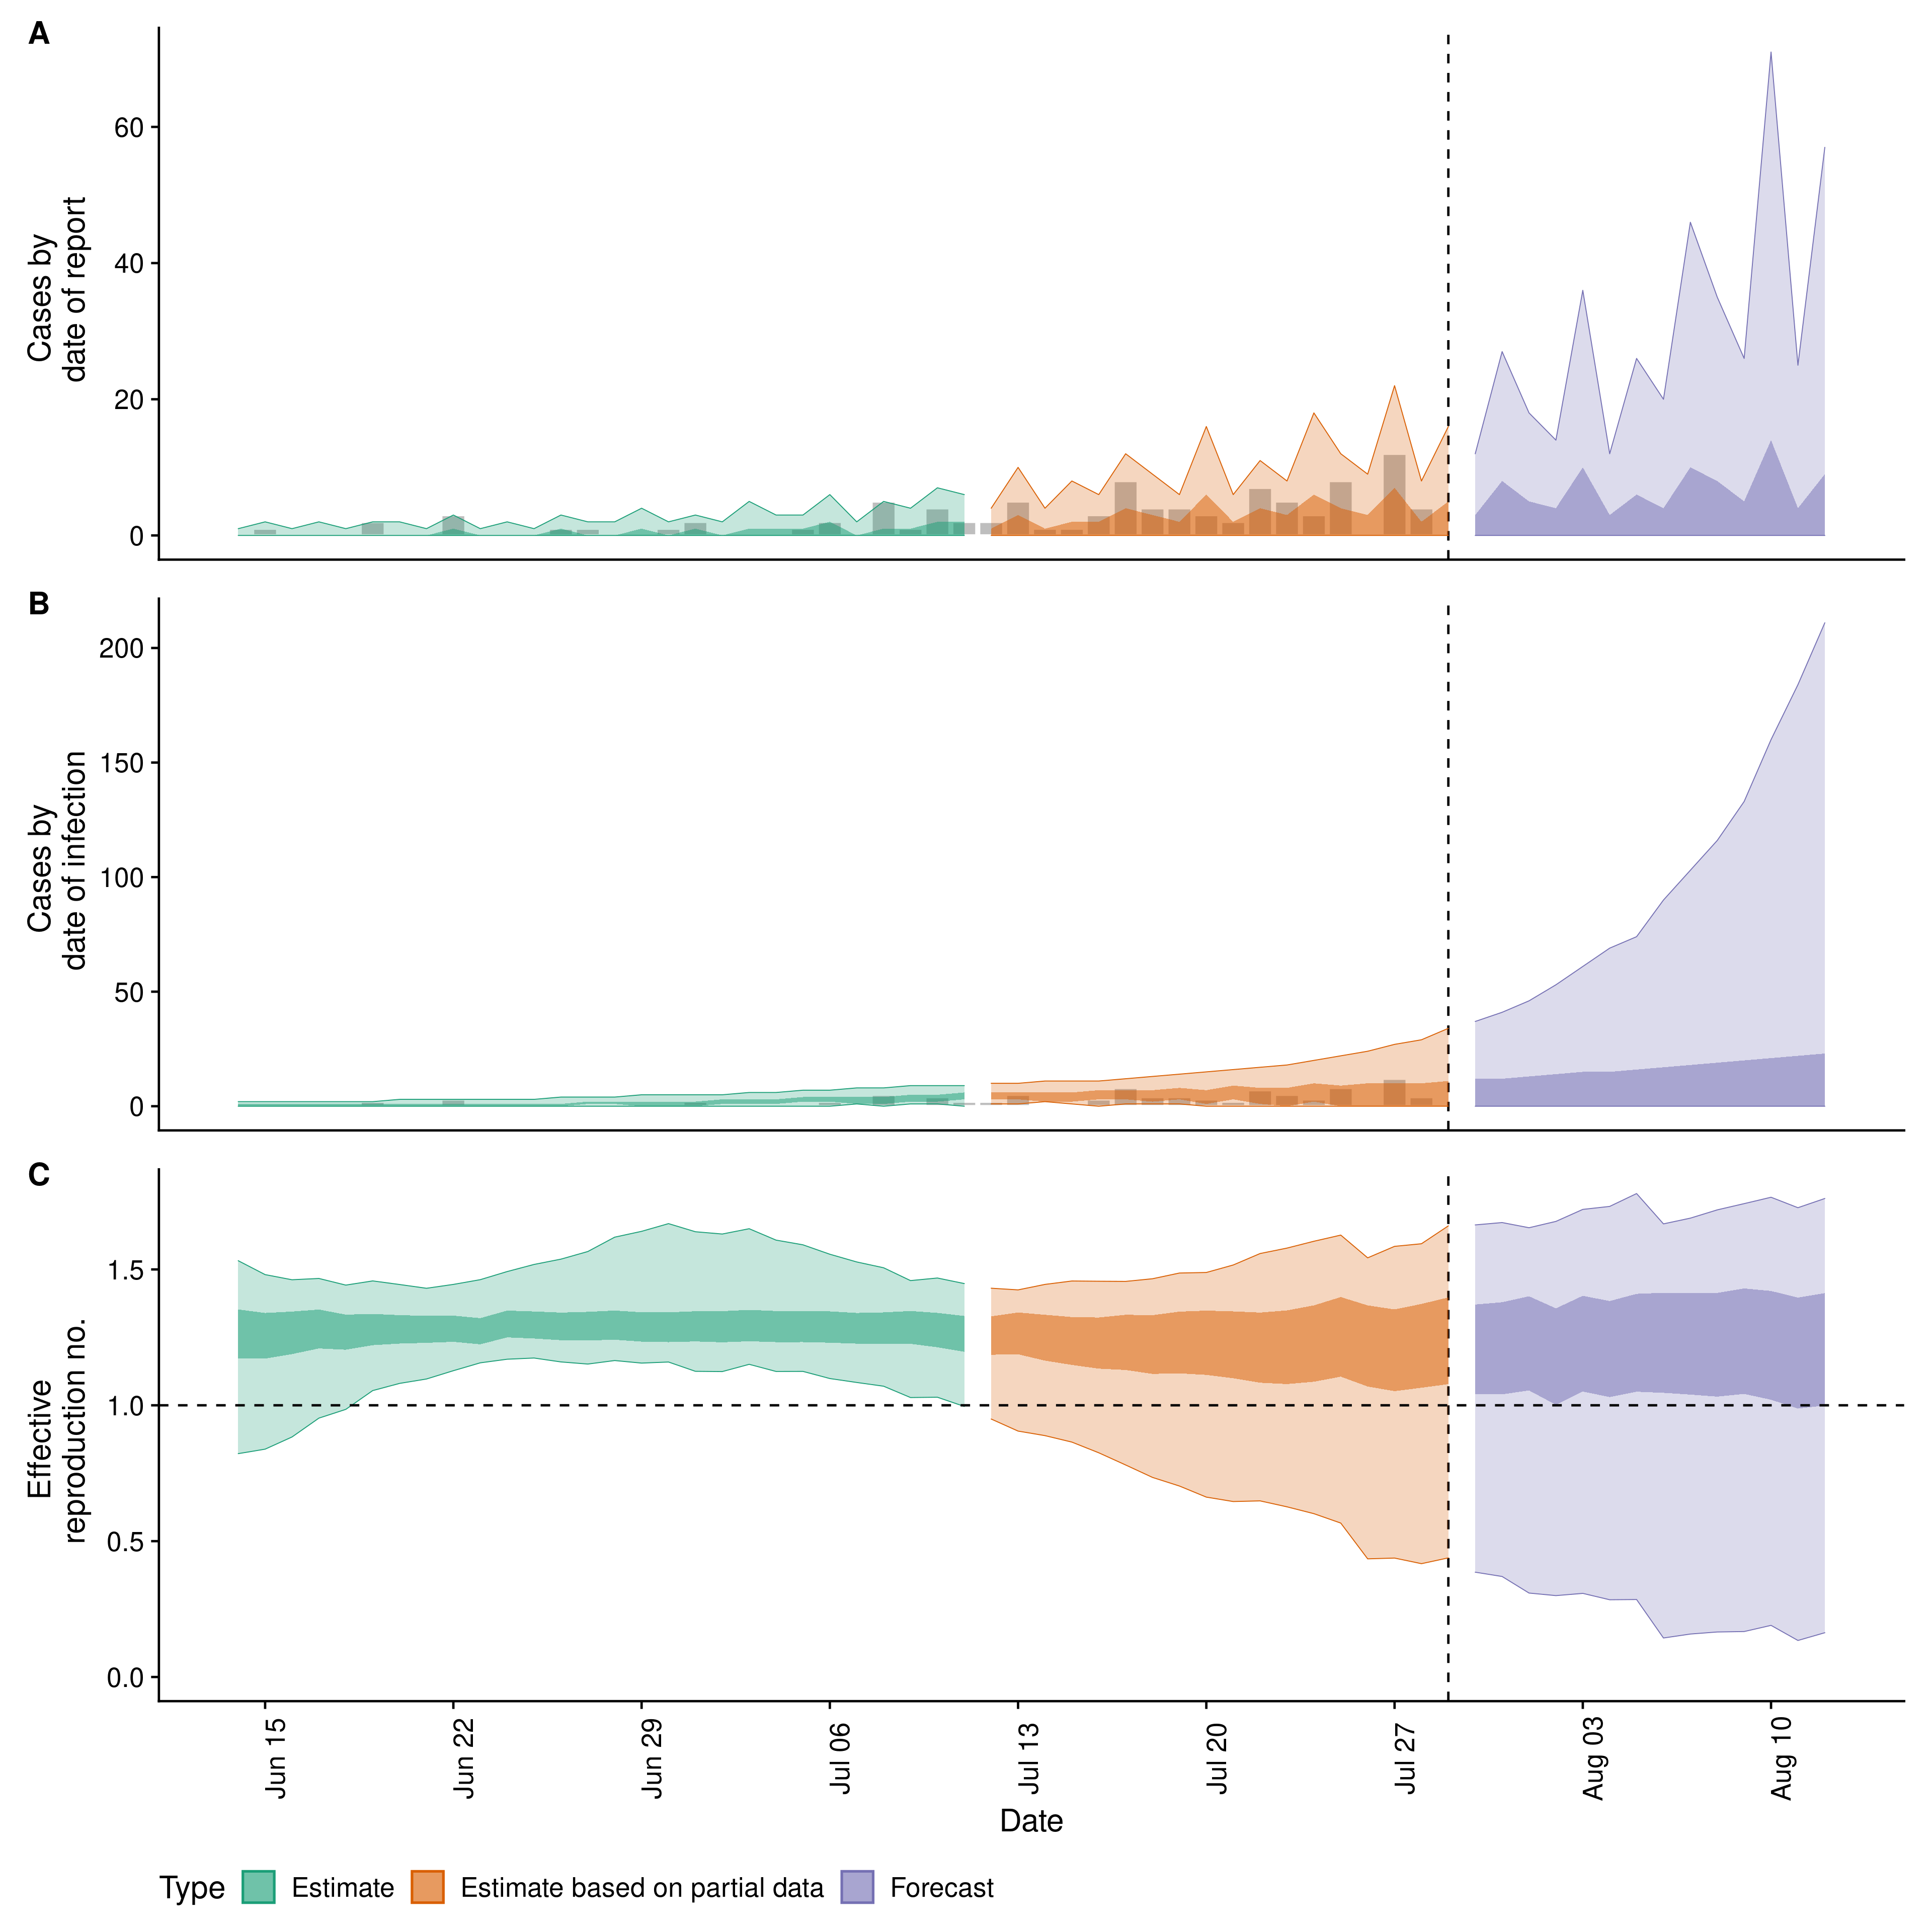 A
Cases by
date of report
60
40
20
0
B
Cases by
date of infection
200
150
100
50
0
C
Effective
reproduction no.
1.5
1.0
0.5
0.0
Jun 15
Jun 22
Jun 29
Jul 06
Jul 13
Jul 20
Jul 27
Aug 03
Aug 10
Date
Type Estimate Estimate based on partial data Forecast